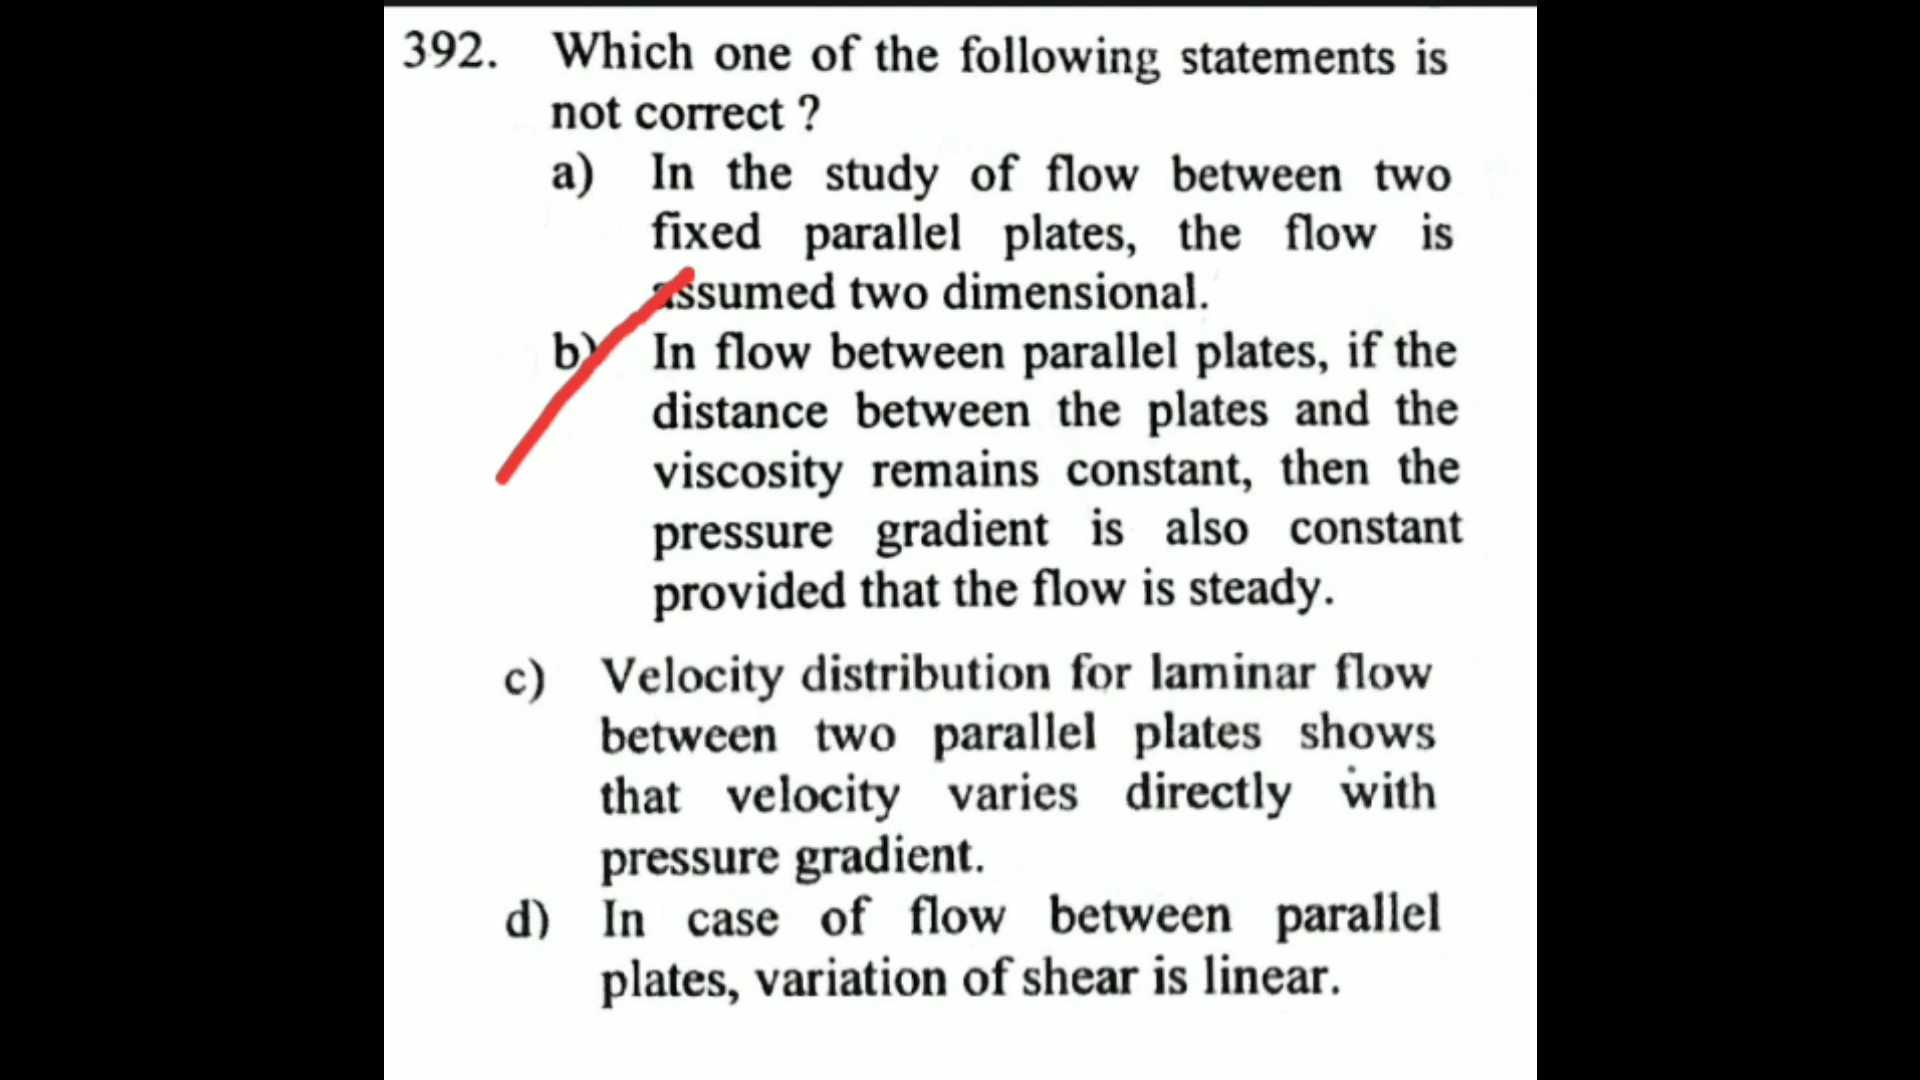 392. Which one of the following statements is
not correct ?
a) In the study of flow between two
fixed parallel plates, the flow is
assumed two dimensional.
b) In flow between parallel plates, if the
distance between the plates and the
viscosity remains constant, then the
pressure gradient is also constant
provided that the flow is steady.
c) Velocity distribution for laminar flow
between two parallel plates shows
that velocity varies directly with
pressure gradient.
d) In case of flow between parallel
plates, variation of shear is linear.